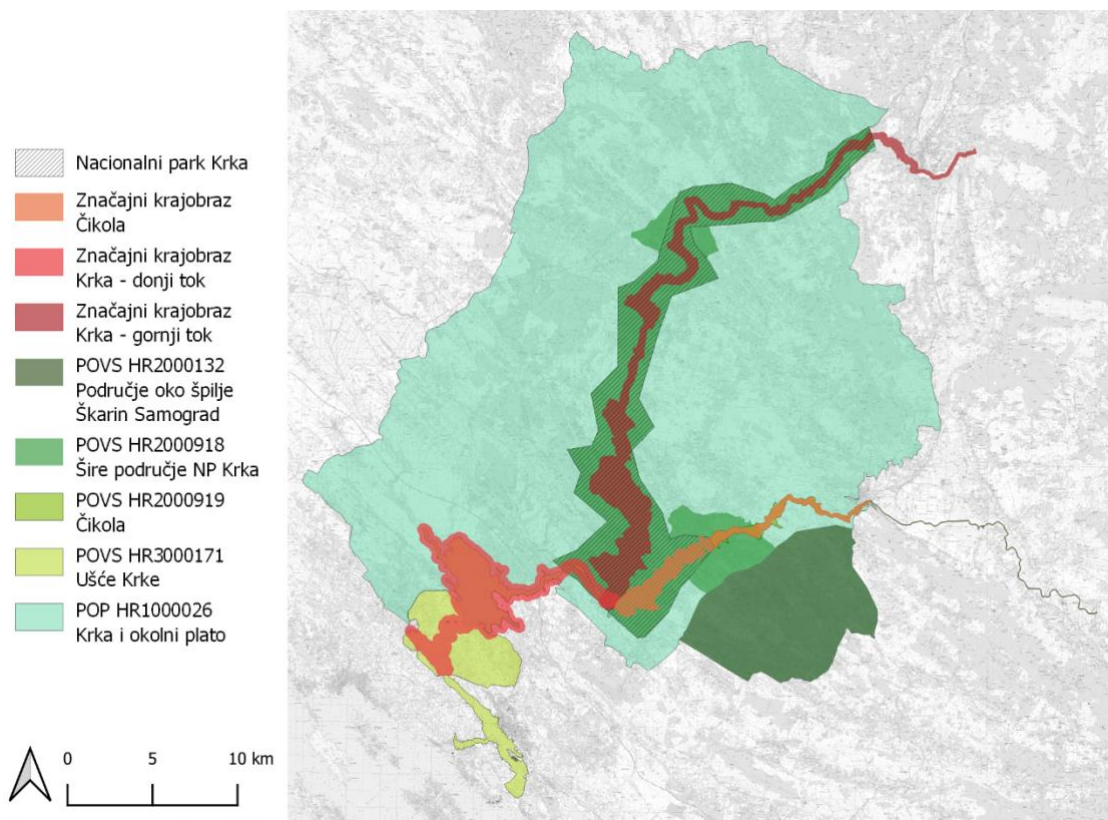 Nacionalni park Krka
Značajni krajobraz
Čikola
Značajni krajobraz
Krka - donji tok
Značajni krajobraz
Krka - gornji tok
POVS HR2000132
Područje oko špilje
Škarin Samograd
POVS HR2000918
Šire područje NP Krka
POVS HR2000919
Čikola
POVS HR3000171
Ušće Krke
POP HR1000026
Krka i okolni plato
0 5 10 km